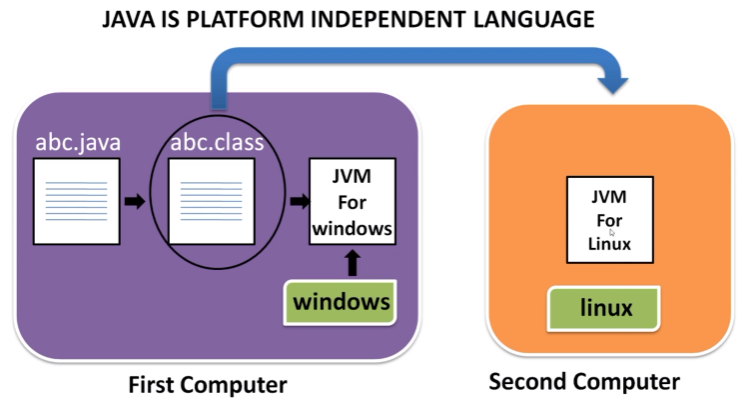 JAVA IS PLATFORM INDEPENDENT LANGUAGE
abc.java
abc.class
JVM
For
windows
windows
First Computer
JVM
For
Linux
linux
Second Computer